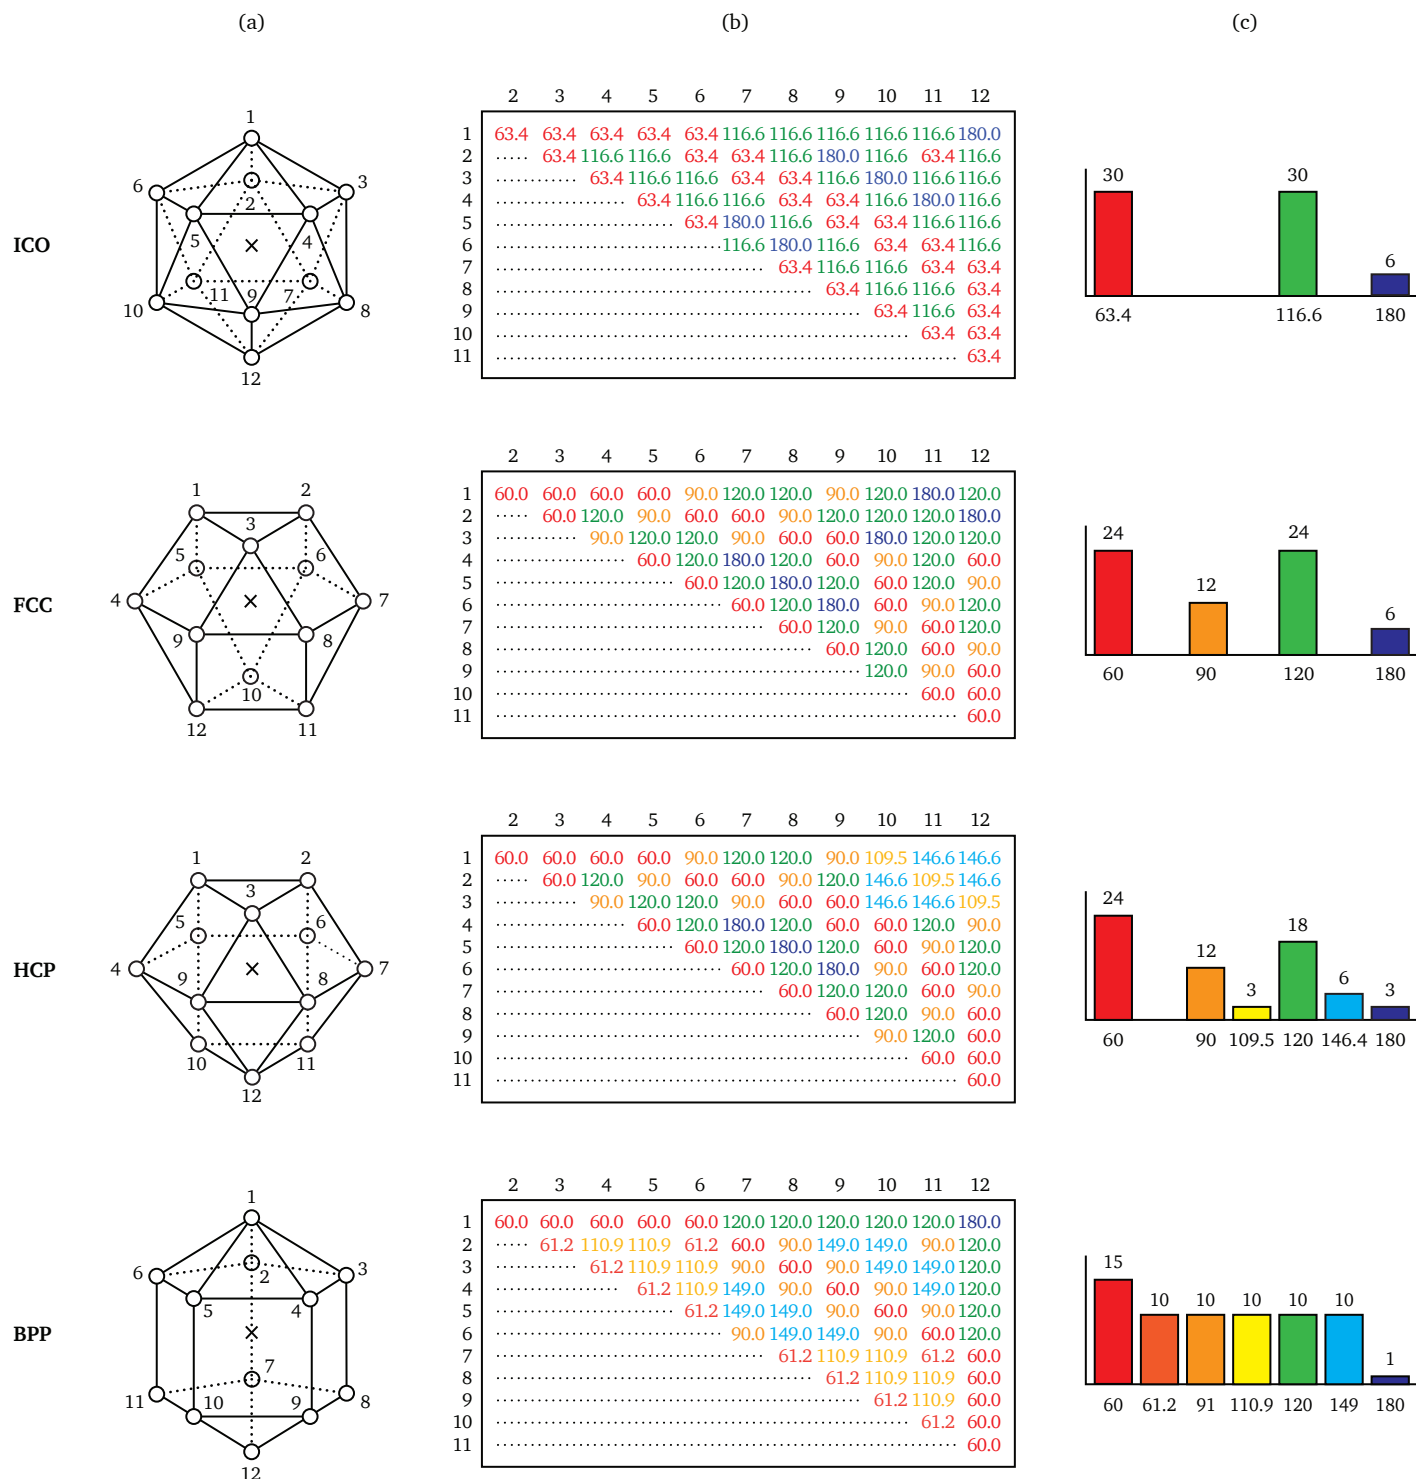 (a) (b) (c)
ICO
1
6 3
2
5 4
11 9 7
10 8
12
2 3 4 5 6 7 8 9 10 11 12
1 63.4 63.4 63.4 63.4 63.4 116.6 116.6 116.6 116.6 116.6 180.0
2 ..... 63.4 116.6 116.6 63.4 63.4 116.6 180.0 116.6 63.4 116.6
3 ............ 63.4 116.6 116.6 63.4 63.4 116.6 180.0 116.6 116.6
4 ................... 63.4 116.6 116.6 63.4 63.4 116.6 180.0 116.6
5 .......................... 63.4 180.0 116.6 63.4 63.4 116.6 116.6
6 ................................. 116.6 180.0 116.6 63.4 63.4 116.6
7 ....................................... 63.4 116.6 116.6 63.4 63.4
8 .............................................. 63.4 116.6 116.6 63.4
9 ..................................................... 63.4 116.6 63.4
10 ............................................................ 63.4 63.4
11 ................................................................... 63.4
30 30 6
63.4 116.6 180
FCC
1 2
3
5 6
4 7
9 8
10
12 11
2 3 4 5 6 7 8 9 10 11 12
1 60.0 60.0 60.0 60.0 90.0 120.0 120.0 90.0 120.0 180.0 120.0
2 ..... 60.0 120.0 90.0 60.0 60.0 90.0 120.0 120.0 120.0 180.0
3 ............ 90.0 120.0 120.0 90.0 60.0 60.0 180.0 120.0 120.0
4 ................... 60.0 120.0 180.0 120.0 60.0 90.0 120.0 60.0
5 .......................... 60.0 120.0 180.0 120.0 60.0 120.0 90.0
6 ................................. 60.0 120.0 180.0 60.0 90.0 120.0
7 ....................................... 60.0 120.0 90.0 60.0 120.0
8 .............................................. 60.0 120.0 60.0 90.0
9 ..................................................... 120.0 90.0 60.0
10 ............................................................ 60.0 60.0
11 ................................................................... 60.0
24 12 24 6
60 90 120 180
HCP
1 2
3
5 6
4 7
9 8
10 11
12
2 3 4 5 6 7 8 9 10 11 12
1 60.0 60.0 60.0 60.0 90.0 120.0 120.0 90.0 109.5 146.6 146.6
2 ..... 60.0 120.0 90.0 60.0 60.0 90.0 120.0 146.6 109.5 146.6
3 ............ 90.0 120.0 120.0 90.0 60.0 60.0 146.6 146.6 109.5
4 ................... 60.0 120.0 180.0 120.0 60.0 60.0 120.0 90.0
5 .......................... 60.0 120.0 180.0 120.0 60.0 90.0 120.0
6 ................................. 60.0 120.0 180.0 90.0 60.0 120.0
7 ....................................... 60.0 120.0 120.0 60.0 90.0
8 .............................................. 60.0 120.0 90.0 60.0
9 ..................................................... 90.0 120.0 60.0
10 ............................................................ 60.0 60.0
11 ................................................................... 60.0
24 12 3 18 6 3
60 90 109.5 120 146.4 180
BPP
1
6 2 3
5 4
7
11 10 9 8
12
2 3 4 5 6 7 8 9 10 11 12
1 60.0 60.0 60.0 60.0 60.0 120.0 120.0 120.0 120.0 120.0 180.0
2 ..... 61.2 110.9 110.9 61.2 60.0 90.0 149.0 149.0 90.0 120.0
3 ............ 61.2 110.9 110.9 90.0 60.0 90.0 149.0 149.0 120.0
4 ................... 61.2 110.9 149.0 90.0 60.0 90.0 149.0 120.0
5 .......................... 61.2 149.0 149.0 90.0 60.0 90.0 120.0
6 ................................. 90.0 149.0 149.0 90.0 60.0 120.0
7 ....................................... 61.2 110.9 110.9 61.2 60.0
8 .............................................. 61.2 110.9 110.9 60.0
9 ..................................................... 61.2 110.9 60.0
10 ............................................................ 61.2 60.0
11 ................................................................... 60.0
15 10 10 10 10 10 1
60 61.2 91 110.9 120 149 180